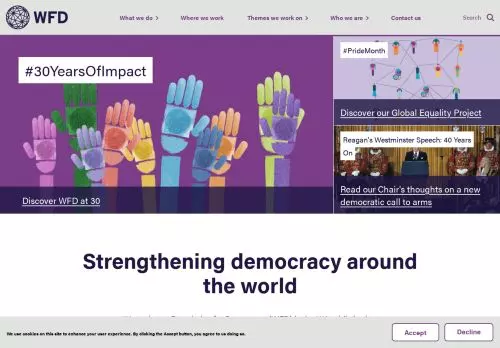 WFD
What we do
Where we work
Themes we work on
Who we are
Contact us
Search
#30YearsOfImpact
Discover WFD at 30
#PrideMonth
Discover our Global Equality Project
Reagan's Westminster Speech: 40 Years
On
Read our Chair's thoughts on a new
democratic call to arms
Strengthening democracy around
the world
We use cookies on this site to enhance your user experience. By clicking the Accept button, you agree to us doing so.
Accept
Decline